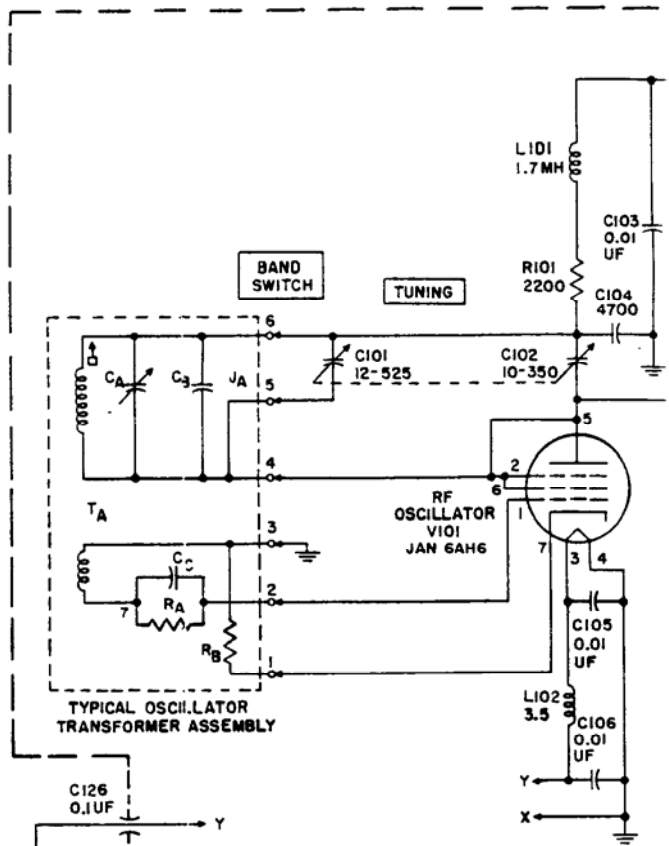 L101
1.7MH
C103
0.01
UF
BAND
SWITCH
R101
2200
TUNING
C104
4700
6
C101
12-525
C102
10-350
CA
CB
JA
5
5
4
2
6
RF
OSCILLATOR
V101
JAN 6AH6
1
7
3
4
TA
3
CC
2
7
RA
RB
1
C105
0.01
UF
L102
3.5
C106
0.01
UF
TYPICAL OSCILLATOR
TRANSFORMER ASSEMBLY
Y
C126
0.1UF
Y
X